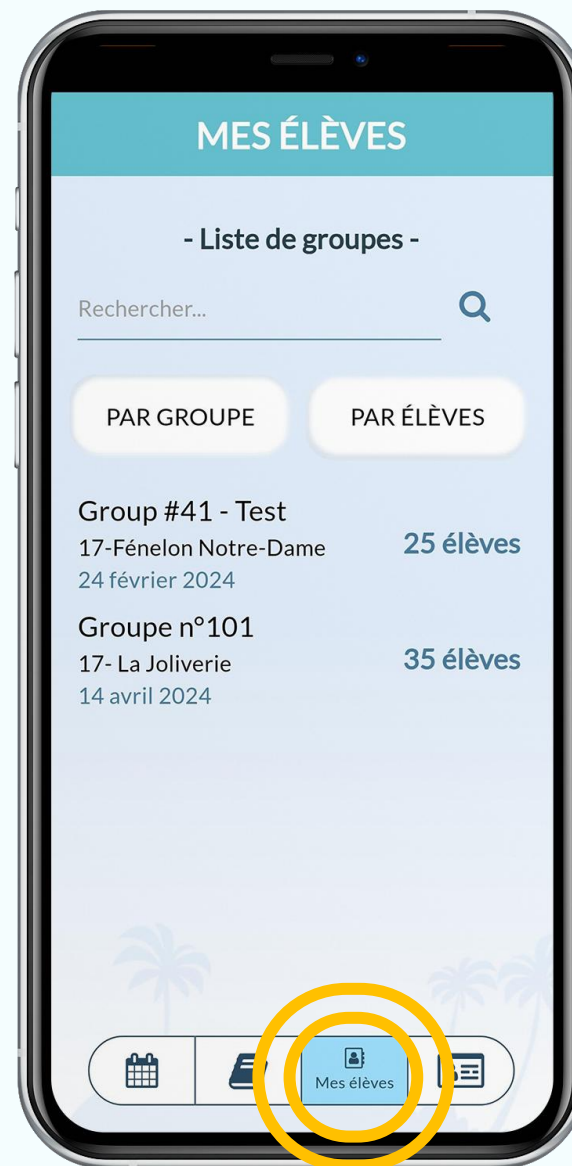 MES ÉLÈVES
- Liste de groupes -
Rechercher...
PAR GROUPE PAR ÉLÈVES
Group #41 - Test
17-Fénelon Notre-Dame
25 élèves
24 février 2024
Groupe n°101
17- La Joliverie
35 élèves
14 avril 2024
Mes élèves